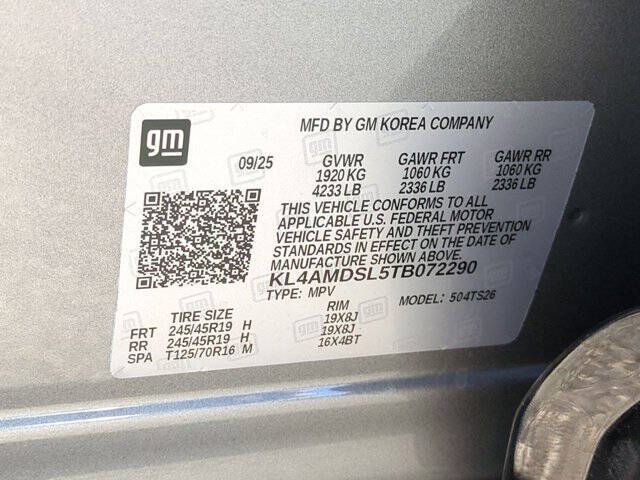 gm
MFD BY GM KOREA COMPANY
09/25 GVWR GAWR FRT GAWR RR
1920 KG 1060 KG 1060 KG
4233 LB 2336 LB 2336 LB
THIS VEHICLE CONFORMS TO ALL
APPLICABLE U.S. FEDERAL MOTOR
VEHICLE SAFETY AND THEFT PREVENTION
STANDARDS IN EFFECT ON THE DATE OF
MANUFACTURE SHOWN ABOVE.
KL4AMDSL5TB072290
TYPE: MPV MODEL: 504TS26
TIRE SIZE RIM
FRT 245/45R19 H 19X8J
RR 245/45R19 H 19X8J
SPA T125/70R16 M 16X4BT